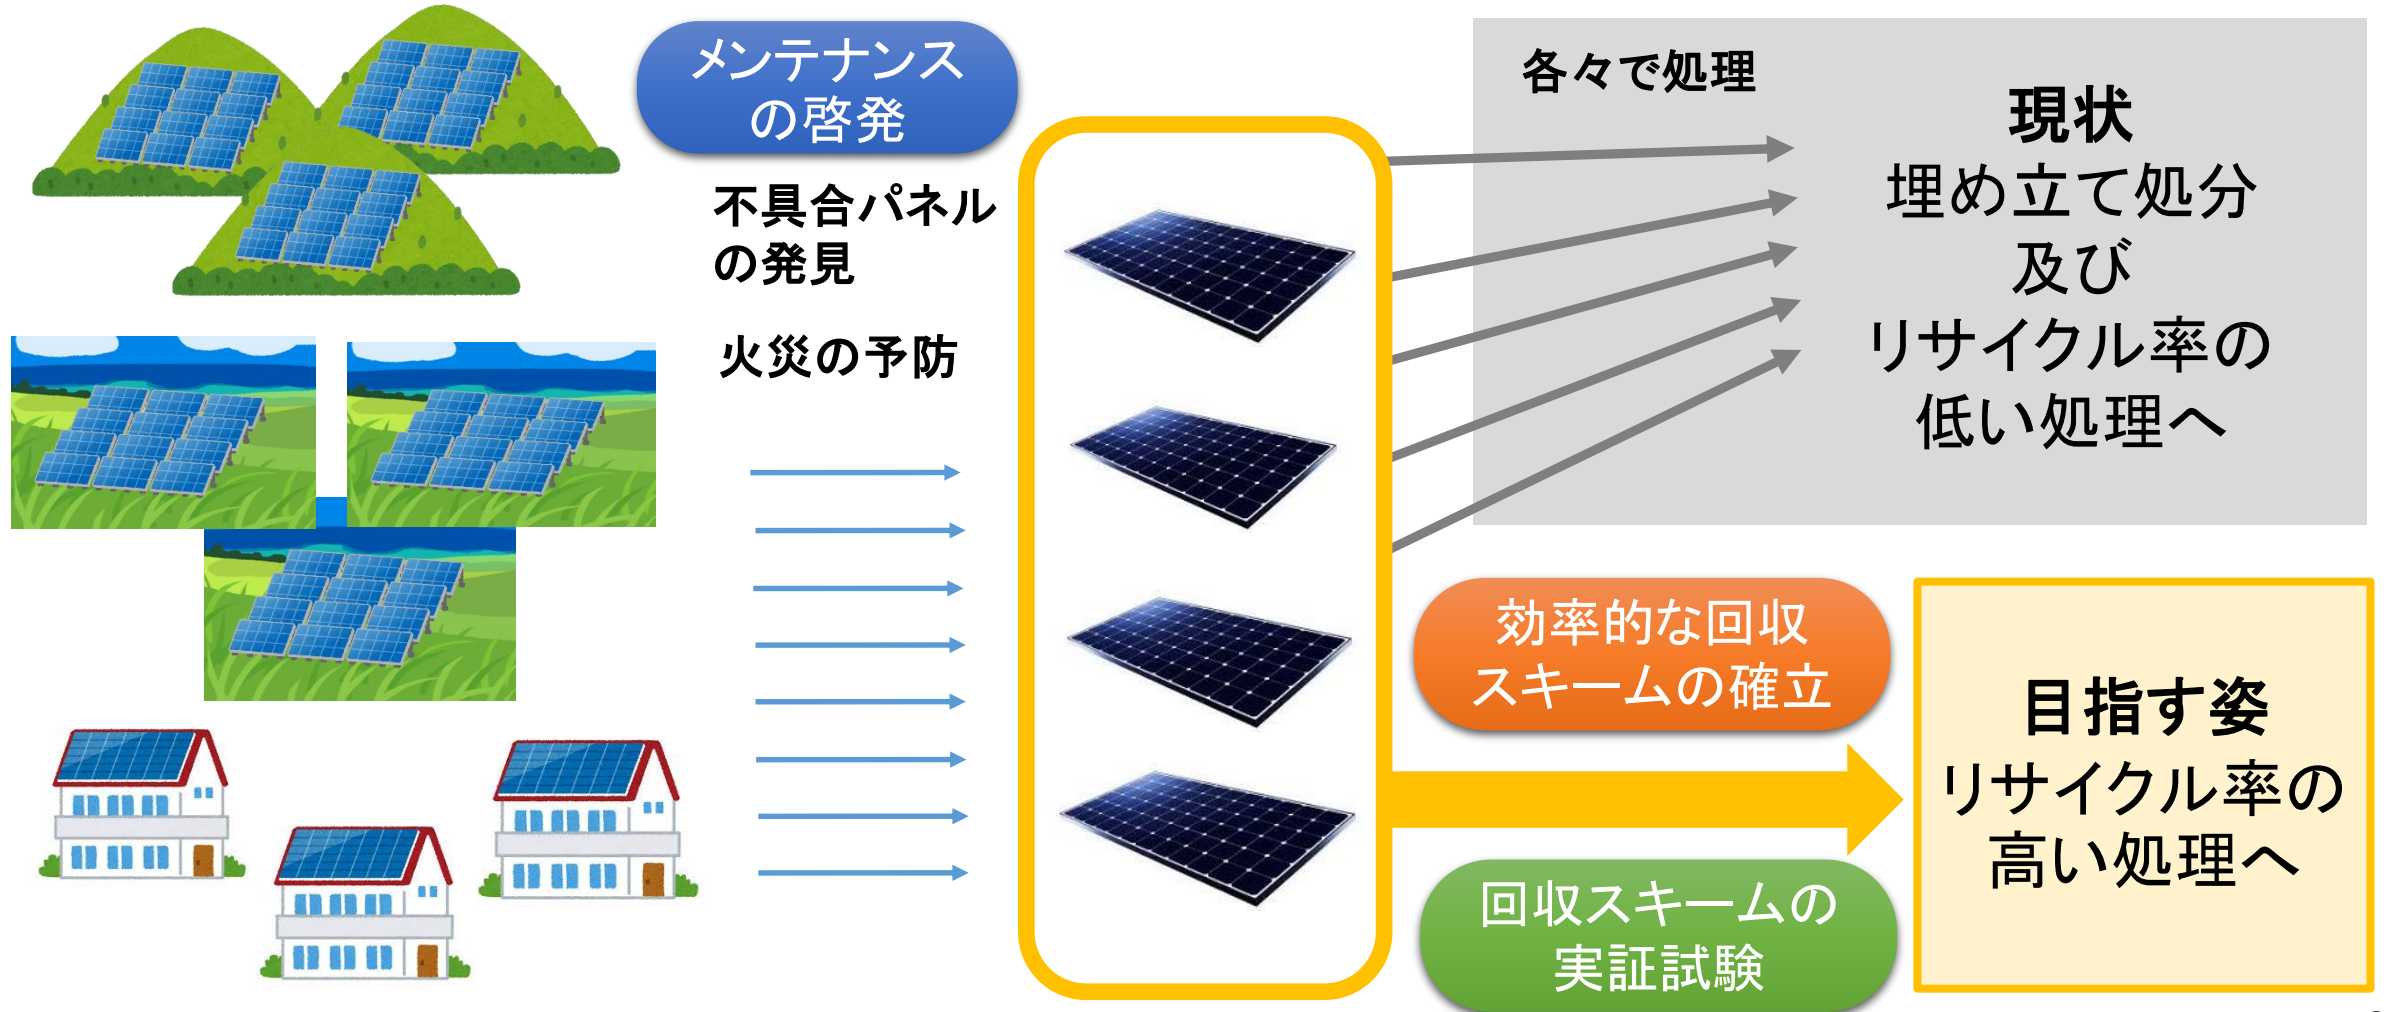 メンテナンス
の啓発
不具合パネル
の発見
火災の予防
各々で処理
現状
埋め立て処分
及び
リサイクル率の
低い処理へ
効率的な回収
スキームの確立
目指す姿
リサイクル率の
高い処理へ
回収スキームの
実証試験